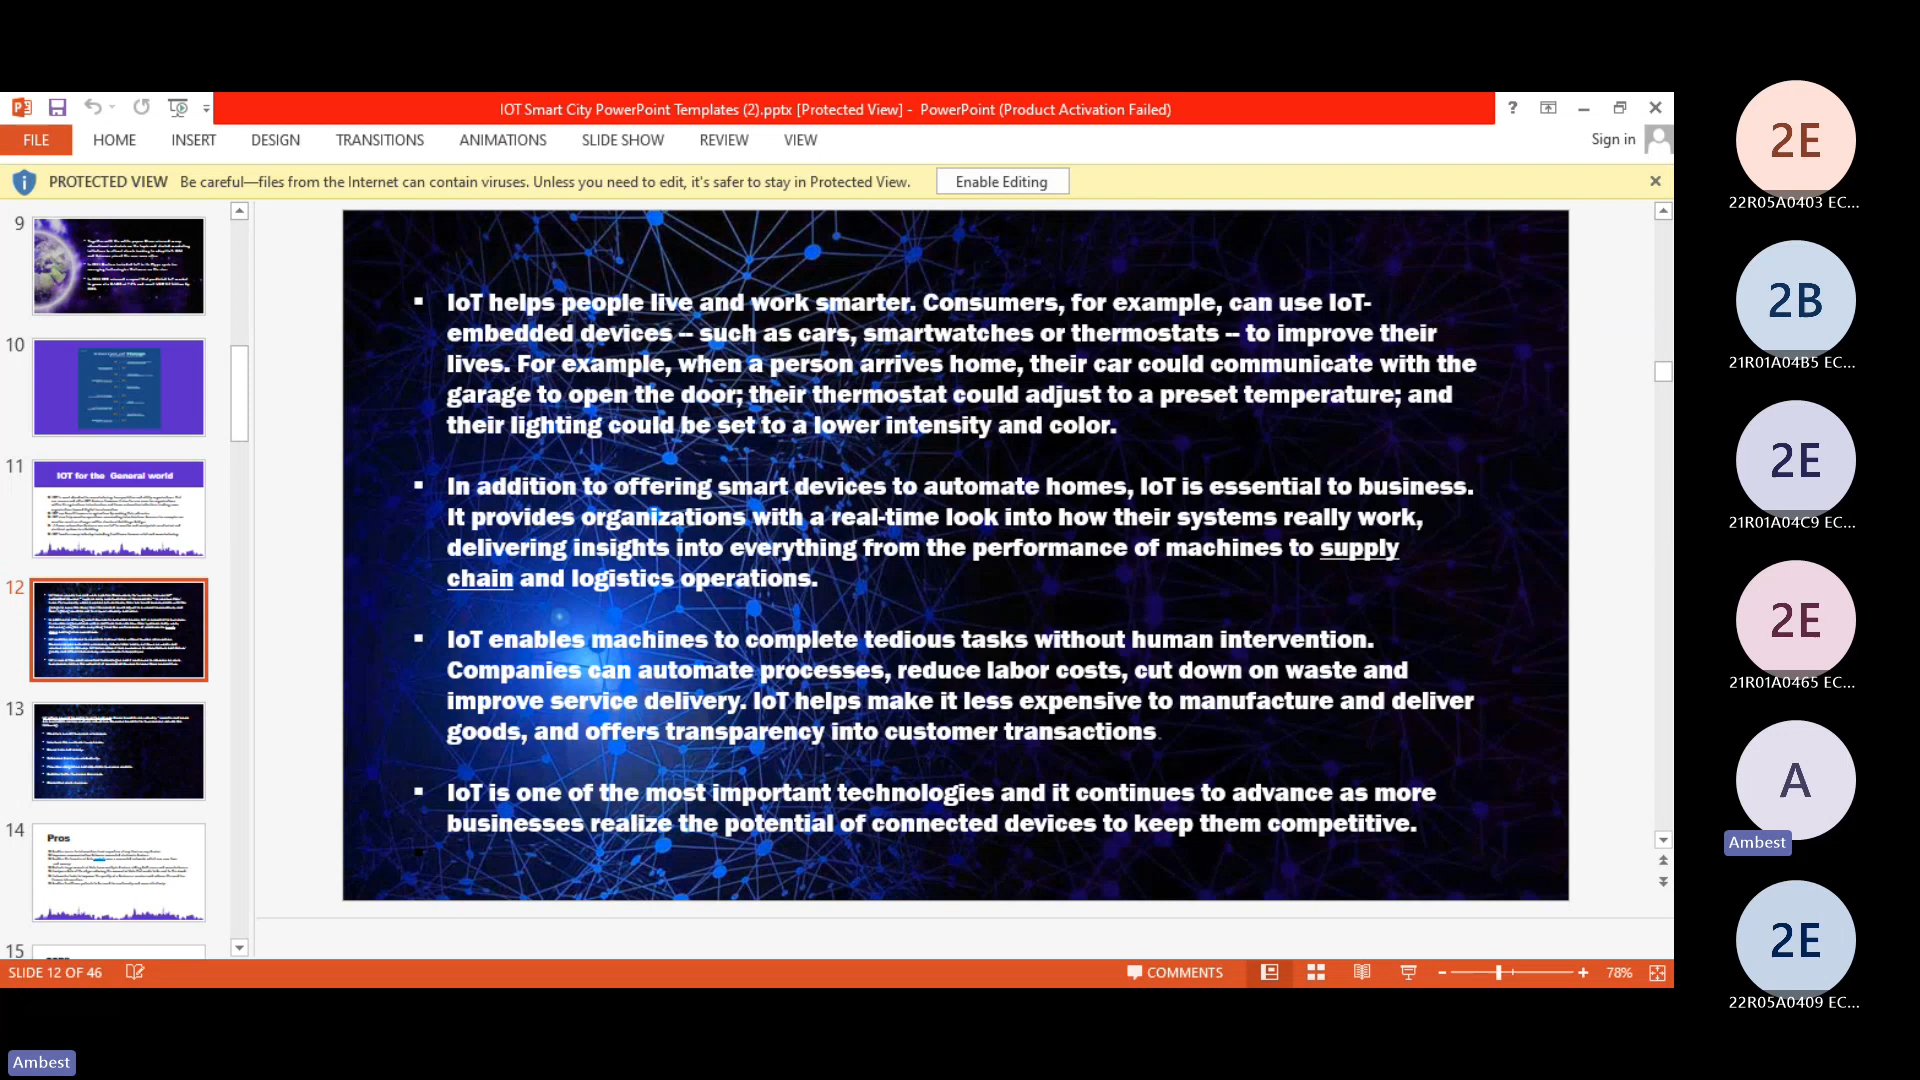 IOT Smart City PowerPoint Templates (2).pptx [Protected View] - PowerPoint (Product Activation Failed)
FILE HOME INSERT DESIGN TRANSITIONS ANIMATIONS SLIDE SHOW REVIEW VIEW Sign in
PROTECTED VIEW Be careful—files from the Internet can contain viruses. Unless you need to edit, it's safer to stay in Protected View. Enable Editing
9
10
11
IOT for the General world
12
13
14
Pros
15
▪ IoT helps people live and work smarter. Consumers, for example, can use IoT-
embedded devices -- such as cars, smartwatches or thermostats -- to improve their
lives. For example, when a person arrives home, their car could communicate with the
garage to open the door; their thermostat could adjust to a preset temperature; and
their lighting could be set to a lower intensity and color.
▪ In addition to offering smart devices to automate homes, IoT is essential to business.
It provides organizations with a real-time look into how their systems really work,
delivering insights into everything from the performance of machines to supply
chain and logistics operations.
▪ IoT enables machines to complete tedious tasks without human intervention.
Companies can automate processes, reduce labor costs, cut down on waste and
improve service delivery. IoT helps make it less expensive to manufacture and deliver
goods, and offers transparency into customer transactions.
▪ IoT is one of the most important technologies and it continues to advance as more
businesses realize the potential of connected devices to keep them competitive.
SLIDE 12 OF 46 COMMENTS 78%
2E
22R05A0403 EC...
2B
21R01A04B5 EC...
2E
21R01A04C9 EC...
2E
21R01A0465 EC...
A
Ambest
2E
22R05A0409 EC...
Ambest